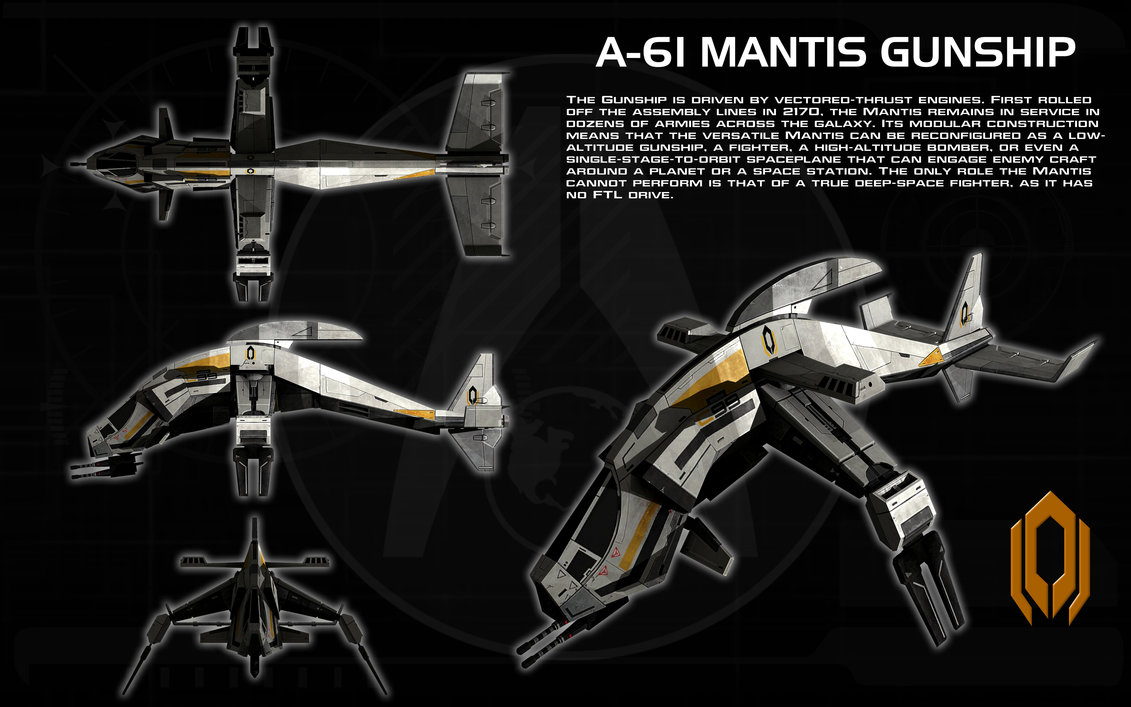 A-61 MANTIS GUNSHIP
The Gunship is driven by vectored-thrust engines. First rolled
off the assembly lines in 2170, the Mantis remains in service in
dozens of armies across the galaxy. Its modular construction
means that the versatile Mantis can be reconfigured as a low-
altitude gunship, a fighter, a high-altitude bomber, or even a
single-stage-to-orbit spaceplane that can engage enemy craft
around a planet or a space station. The only role the Mantis
cannot perform is that of a true deep-space fighter, as it has
no FTL drive.